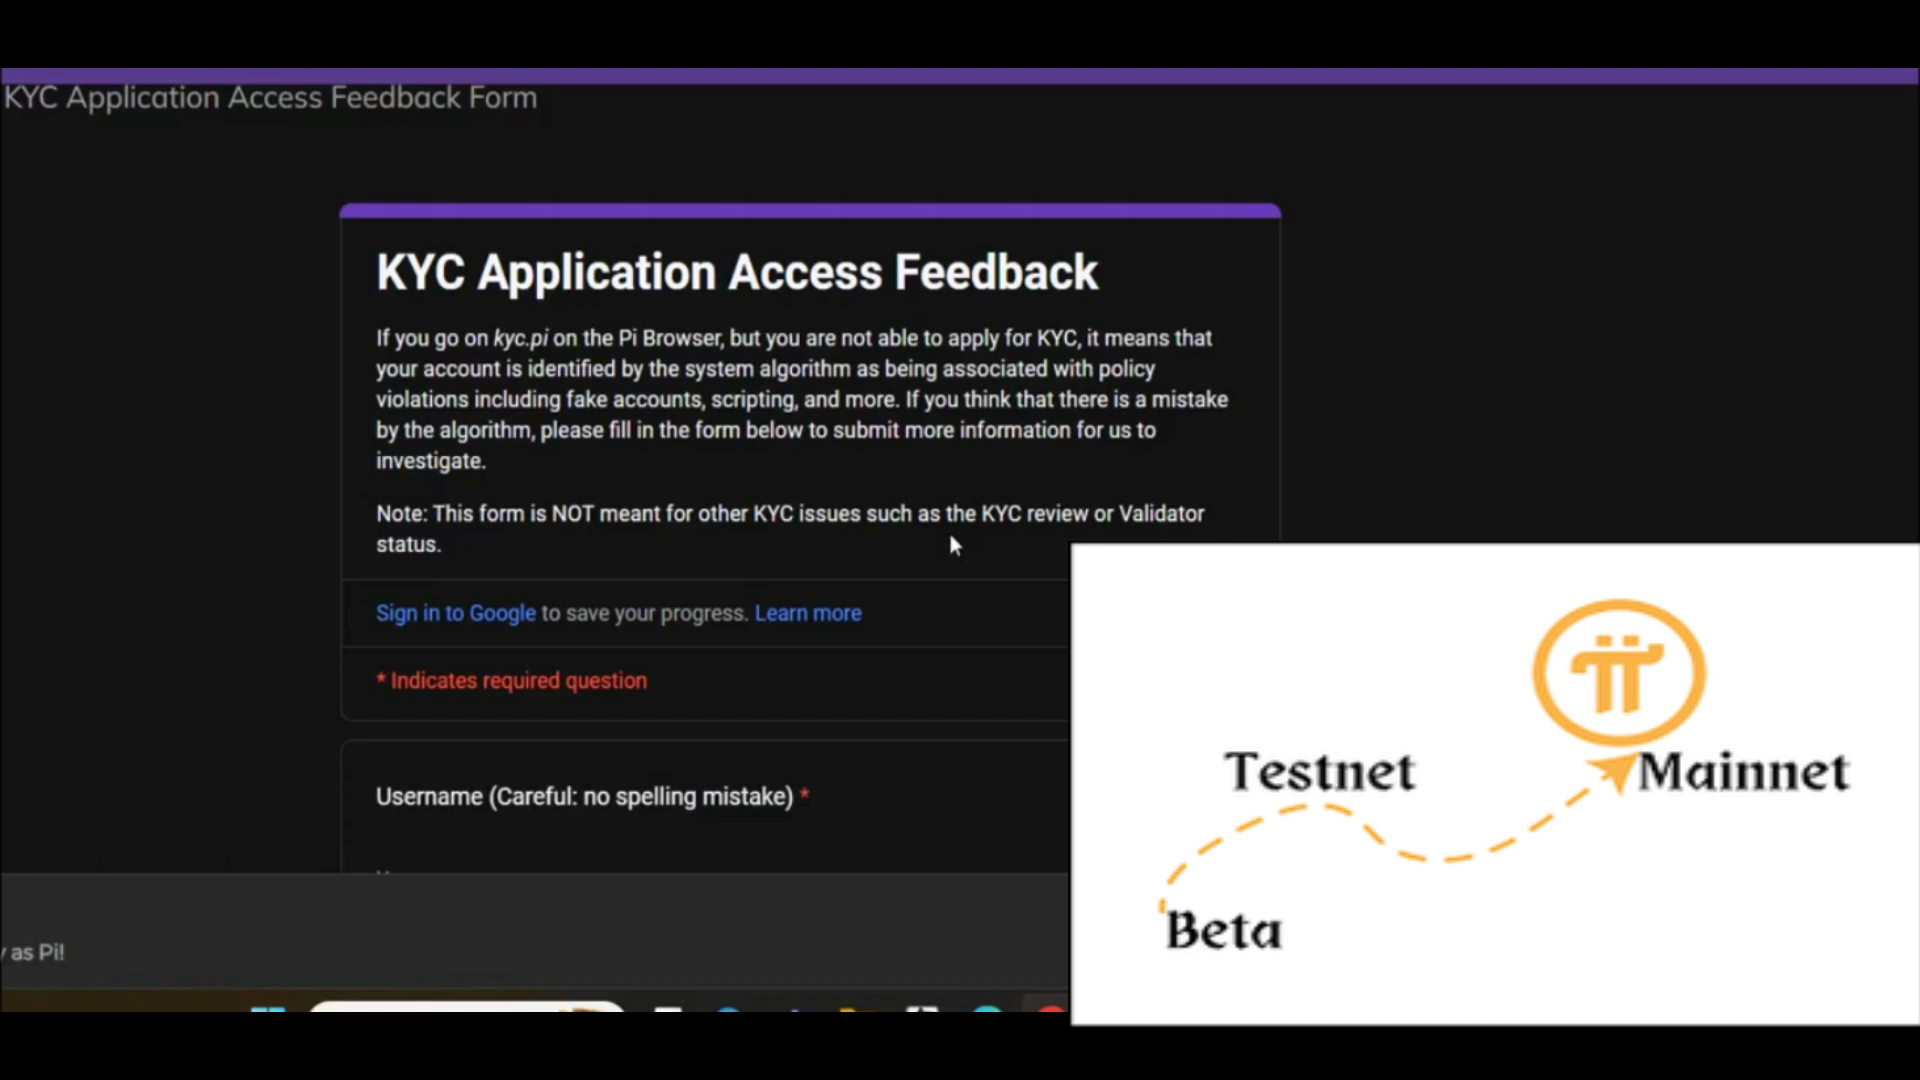 KYC Application Access Feedback Form
KYC Application Access Feedback
If you go on kyc.pi on the Pi Browser, but you are not able to apply for KYC, it means that
your account is identified by the system algorithm as being associated with policy
violations including fake accounts, scripting, and more. If you think that there is a mistake
by the algorithm, please fill in the form below to submit more information for us to
investigate.
Note: This form is NOT meant for other KYC issues such as the KYC review or Validator
status.
Sign in to Google to save your progress. Learn more
* Indicates required question
Username (Careful: no spelling mistake) *
as Pi!
Testnet
Mainnet
Beta